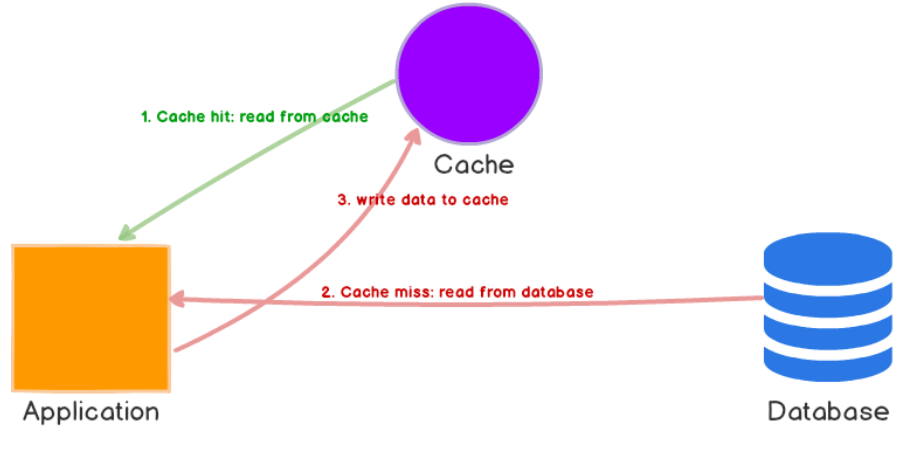 1. Cache hit: read from cache
Cache
3. write data to cache
2. Cache miss: read from database
Application
Database